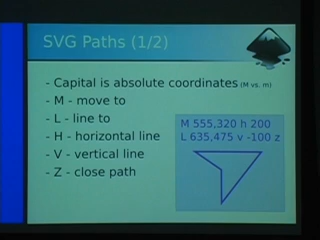 SVG Paths (1/2)
- Capital is absolute coordinates (M vs. m)
- M - move to
- L - line to
- H - horizontal line
- V - vertical line
- Z - close path
M 555,320 h 200
L 635,475 v -100 z